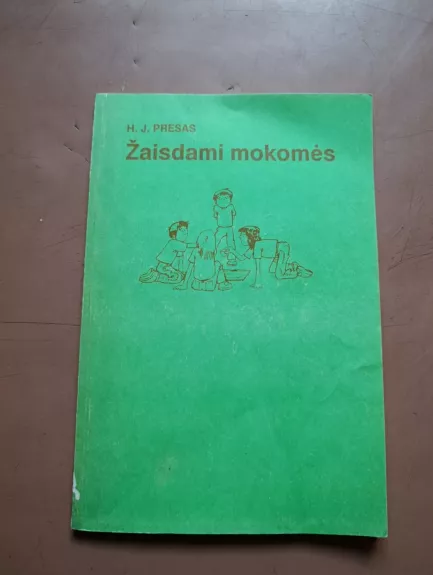 H. J. PRESAS
Žaisdami mokomės